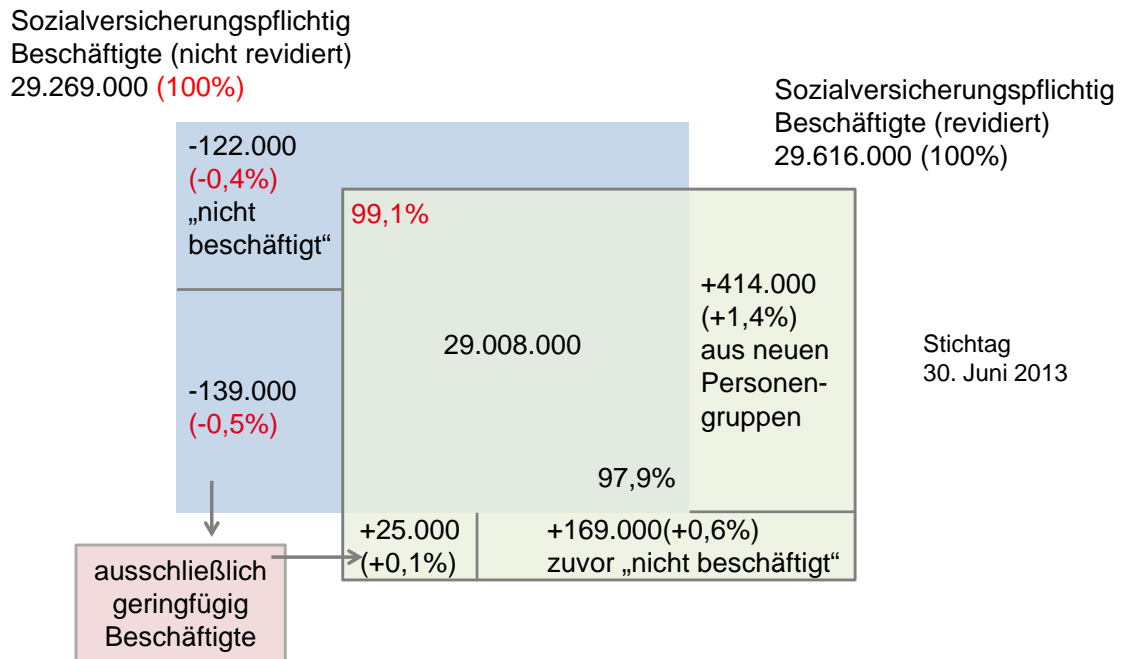 Sozialversicherungspflichtig
Beschäftigte (nicht revidiert)
29.269.000 (100%)
Sozialversicherungspflichtig
Beschäftigte (revidiert)
29.616.000 (100%)
-122.000
(-0,4%)
„nicht
beschäftigt“
99,1%
+414.000
(+1,4%)
aus neuen
Personen-
gruppen
29.008.000
Stichtag
30. Juni 2013
-139.000
(-0,5%)
97,9%
+25.000
(+0,1%)
+169.000(+0,6%)
zuvor „nicht beschäftigt“
ausschließlich
geringfügig
Beschäftigte